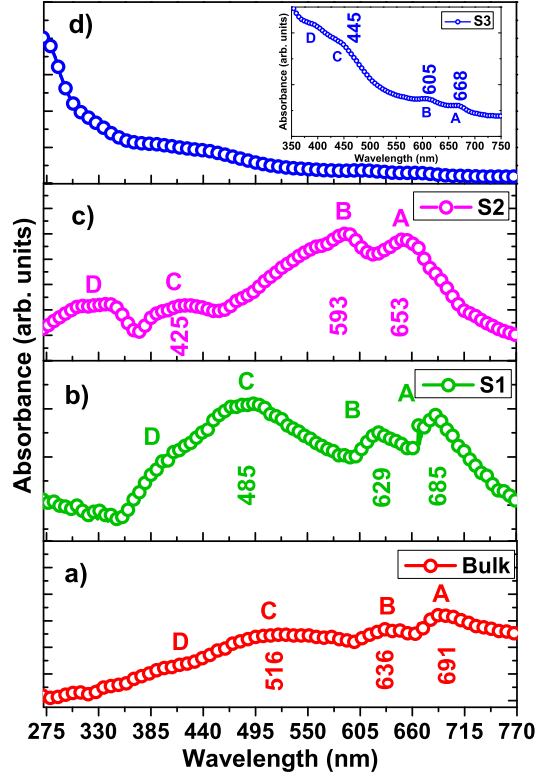 d)
S3
D
445
C
605
668
B
A
Absorbance (arb. units)
350 400 450 500 550 600 650 700 750
Wavelength (nm)
c)
S2
B
A
D
C
425
593
653
b)
S1
C
A
B
D
485
629
685
a)
Bulk
A
B
C
D
516
636
691
Absorbance (arb. units)
275 330 385 440 495 550 605 660 715 770
Wavelength (nm)